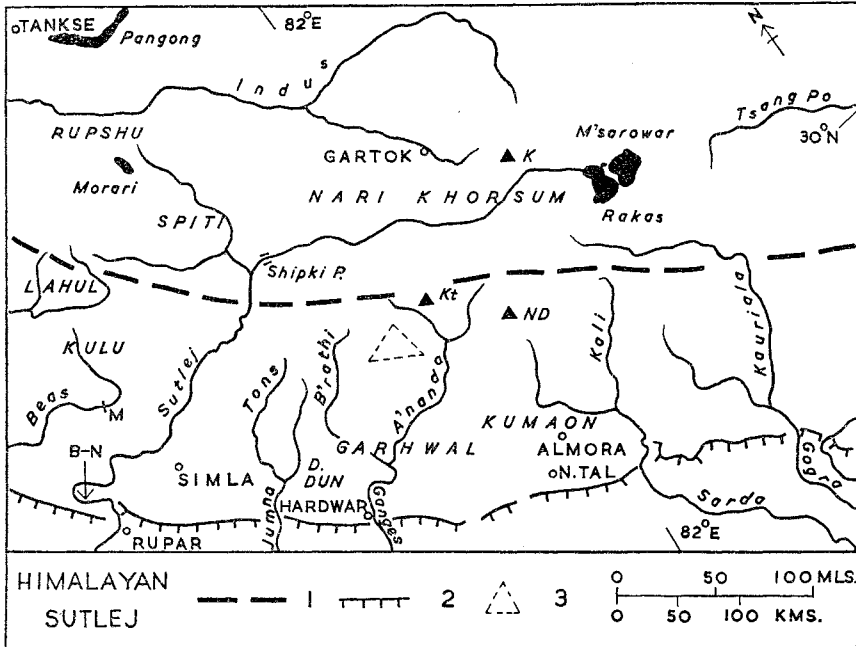 TANKSE
Pangong
82°E
N
Indus
Tsang Po
30°N
RUPSHU
GARTOK
K
M'sarowar
Morari
NARI KHORSUM
SPITI
Rakas
Shipki P.
LAHUL
Kt
ND
KULU
Sutlej
Tons
B'rathi
A'nanda
Kali
Kauriala
Beas
M
KUMAON
GARHWAL
ALMORA
B-N
SIMLA
D. DUN
N.TAL
Gogra
HARDWAR
Jumna
Ganges
Sarda
RUPAR
82°E
HIMALAYAN
SUTLEJ
1 2 3
0 50 100 MLS.
0 50 100 KMS.